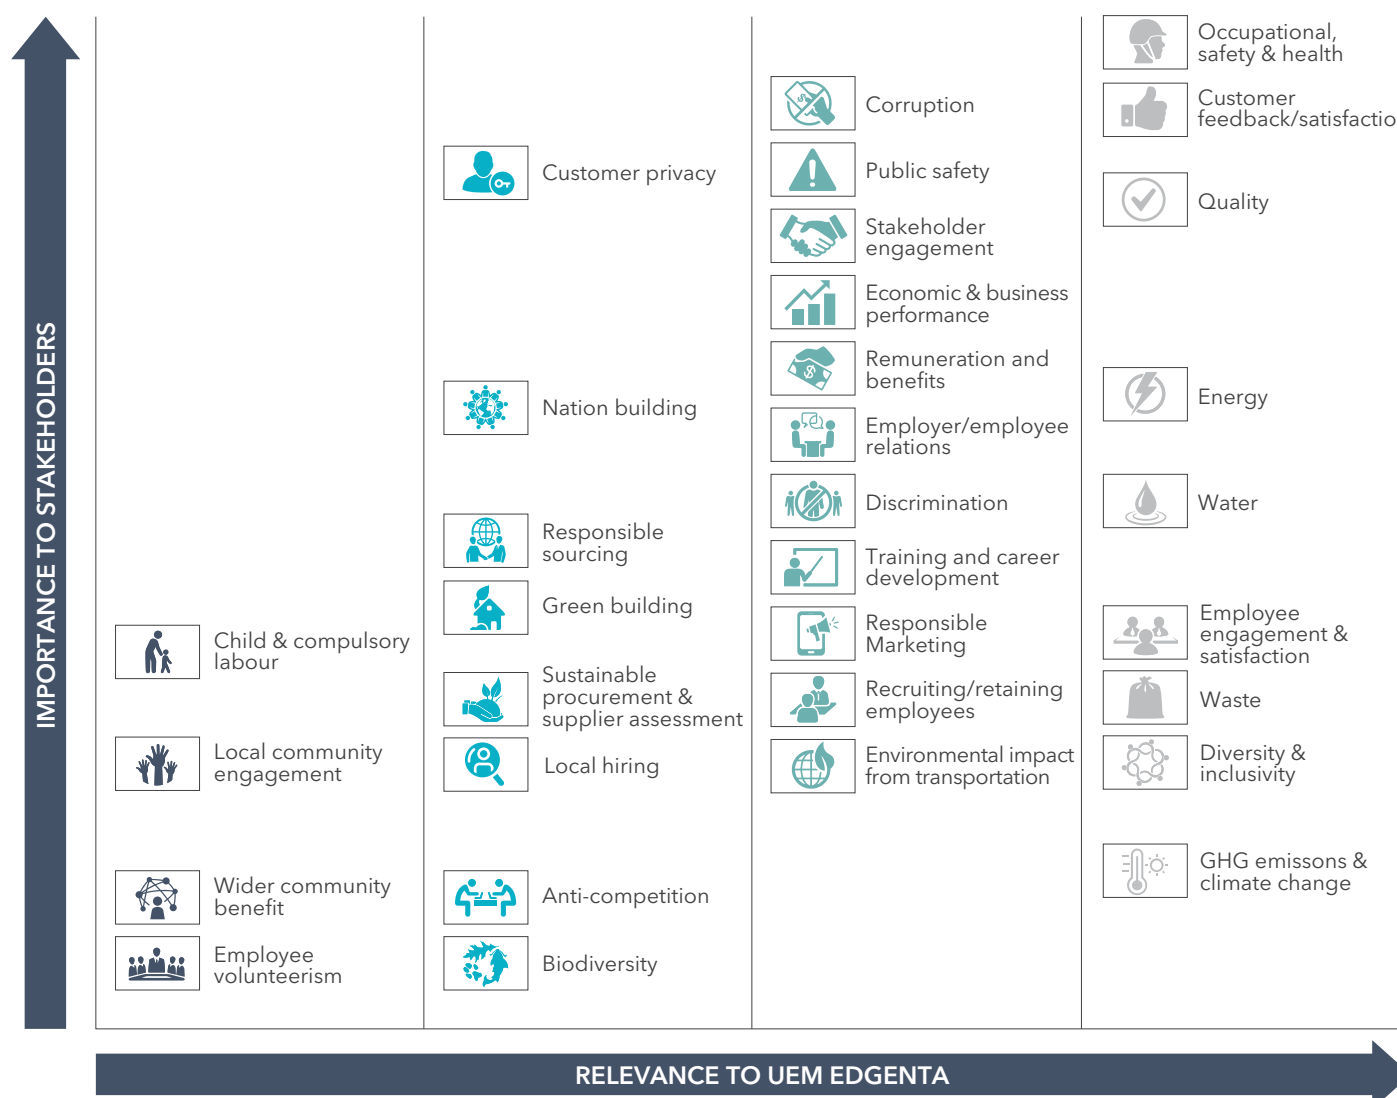 IMPORTANCE TO STAKEHOLDERS
Child & compulsory
labour
Local community
engagement
Wider community
benefit
Employee
volunteerism
Customer privacy
Nation building
Responsible
sourcing
Green building
Sustainable
procurement &
supplier assessment
Local hiring
Anti-competition
Biodiversity
Corruption
Public safety
Stakeholder
engagement
Economic & business
performance
Remuneration and
benefits
Employer/employee
relations
Discrimination
Training and career
development
Responsible
Marketing
Recruiting/retaining
employees
Environmental impact
from transportation
Occupational,
safety & health
Customer
feedback/satisfactio
Quality
Energy
Water
Employee
engagement &
satisfaction
Waste
Diversity &
inclusivity
GHG emissons &
climate change
RELEVANCE TO UEM EDGENTA